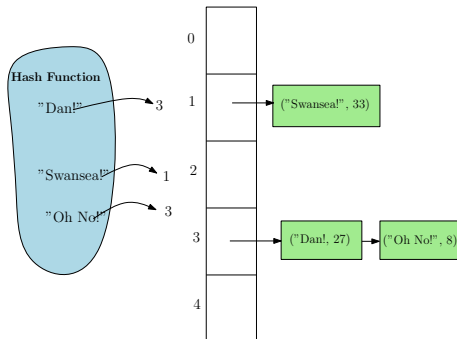 Hash Function
"Dan!"
3
"Swansea!"
1
"Oh No!"
3
0
1
2
3
4
("Swansea!", 33)
("Dan!, 27)
("Oh No!", 8)